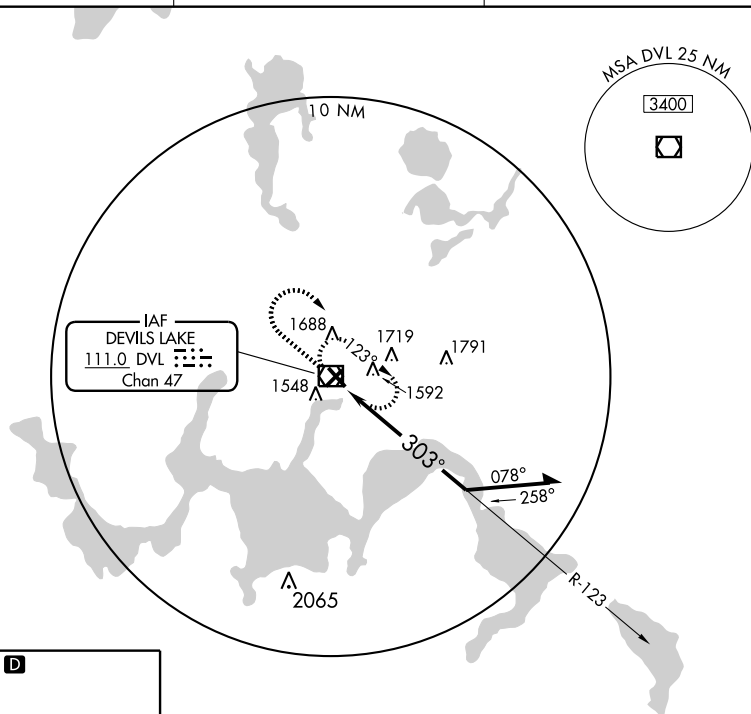 MSA DVL 25 NM
3400
10 NM
IAF
DEVILS LAKE
111.0 DVL
Chan 47
1688
123°
1719
1791
1548
1592
303°
078°
258°
2065
R-123
D